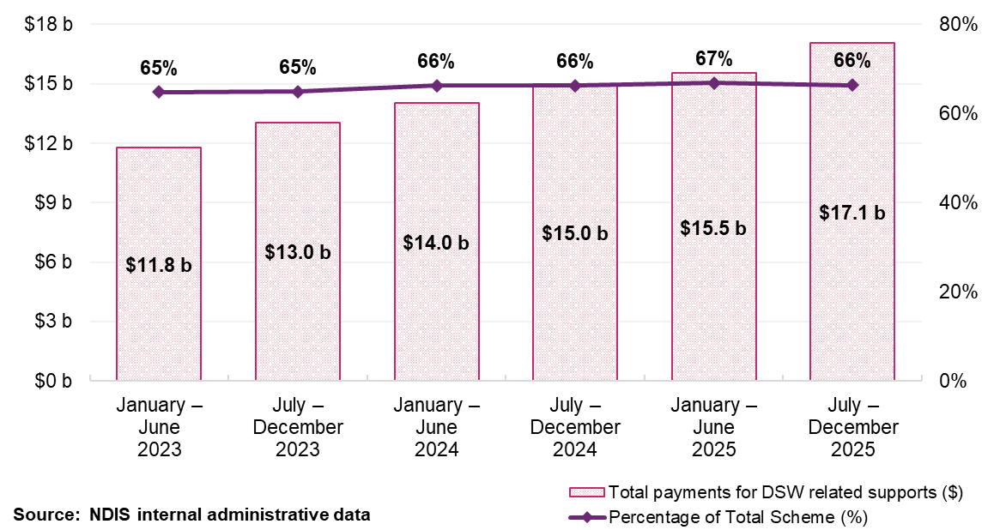 $18 b
$15 b
$12 b
$9 b
$6 b
$3 b
$0 b
80%
60%
40%
20%
0%
65%
65%
66%
66%
67%
66%
$11.8 b
$13.0 b
$14.0 b
$15.0 b
$15.5 b
$17.1 b
January –
June
2023
July –
December
2023
January –
June
2024
July –
December
2024
January –
June
2025
July –
December
2025
Total payments for DSW related supports ($)
Percentage of Total Scheme (%)
Source: NDIS internal administrative data